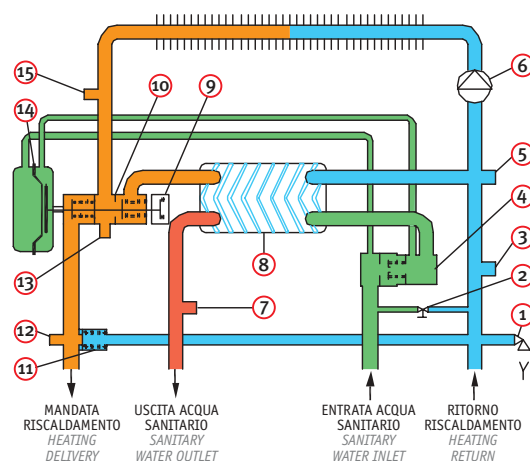 15
10
9
6
14
5
4
3
2
8
13
7
12
1
11
MANDATA
RISCALDAMENTO
HEATING
DELIVERY
USCITA ACQUA
SANITARIO
SANITARY
WATER OUTLET
ENTRATA ACQUA
SANITARIO
SANITARY
WATER INLET
RITORNO
RISCALDAMENTO
HEATING
RETURN